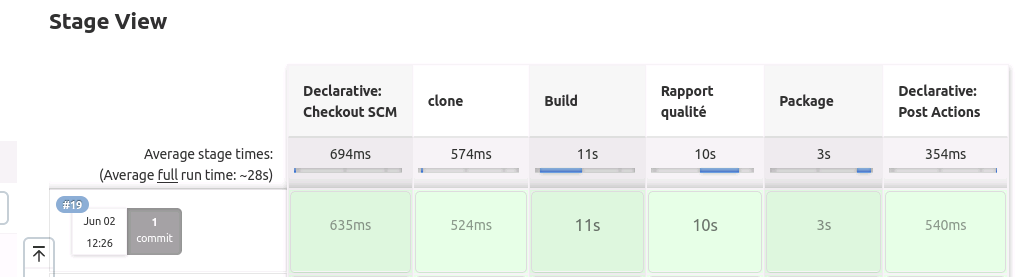 Stage View
Declarative:
Checkout SCM
clone
Build
Rapport
qualité
Package
Declarative:
Post Actions
Average stage times:
(Average full run time: ~28s)
694ms
574ms
11s
10s
3s
354ms
#19
Jun 02
12:26
1
commit
635ms
524ms
11s
10s
3s
540ms